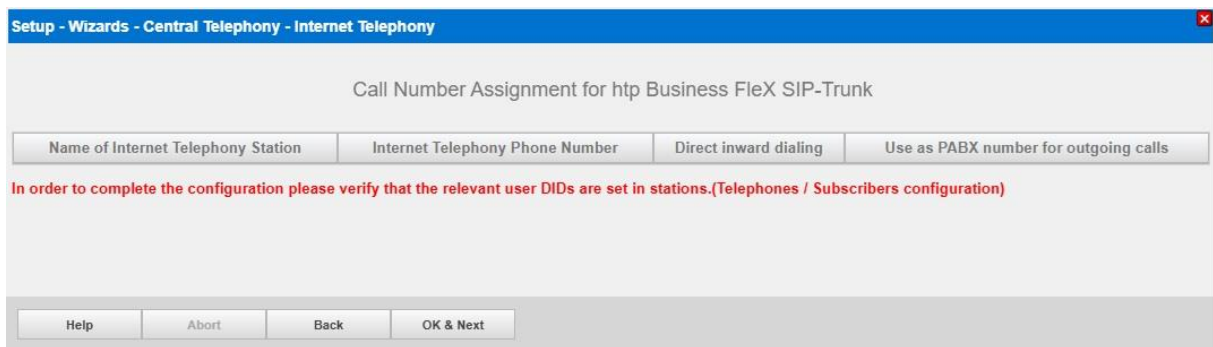 Setup - Wizards - Central Telephony - Internet Telephony
Call Number Assignment for htp Business FleX SIP-Trunk
Name of Internet Telephony Station Internet Telephony Phone Number Direct inward dialing Use as PABX number for outgoing calls
In order to complete the configuration please verify that the relevant user DIDs are set in stations.(Telephones / Subscribers configuration)
Help Abort Back OK & Next